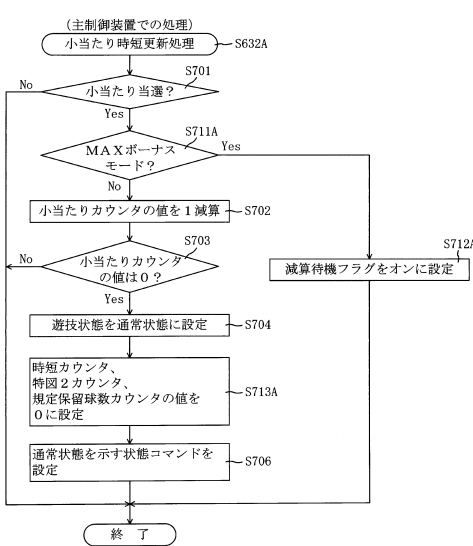 (主制御装置での処理)
小当たり時短更新処理
S632A
S701
No
小当たり当選？
Yes
S711A
MAXボーナス
モード？
Yes
No
小当たりカウンタの値を１減算
S702
S703
No
小当たりカウンタ
の値は０？
Yes
S712A
減算待機フラグをオンに設定
遊技状態を通常状態に設定
S704
時短カウンタ、
特図２カウンタ、
規定保留球数カウンタの値を
０に設定
S713A
通常状態を示す状態コマンドを
設定
S706
終 了